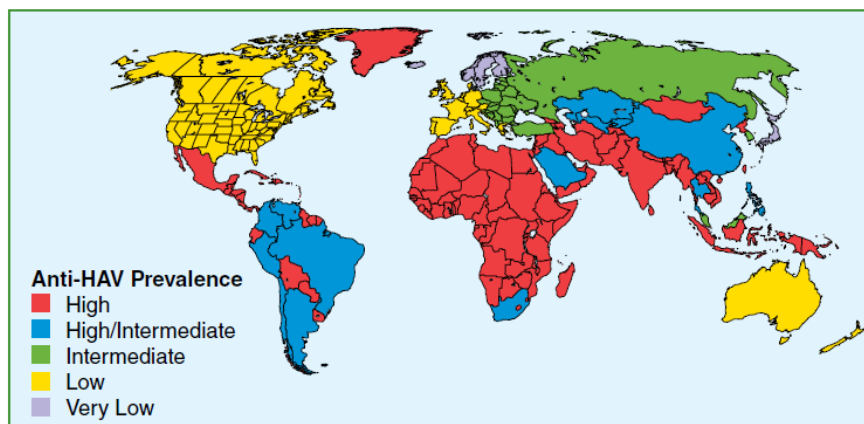 Anti-HAV Prevalence
High
High/Intermediate
Intermediate
Low
Very Low